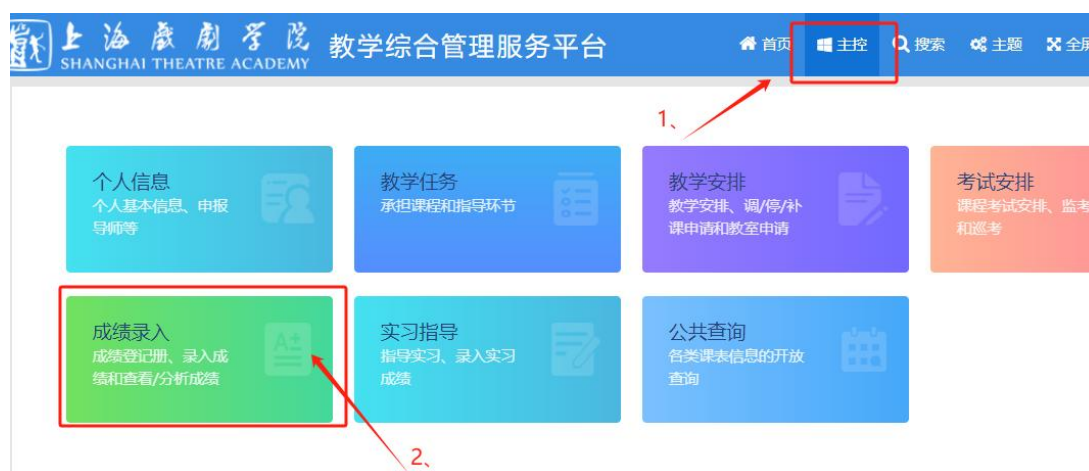 上海戲劇学院
SHANGHAI THEATRE ACADEMY
教学综合管理服务平台
首页 主控 搜索 主题 全屏
1、
个人信息
个人基本信息、申报
导师等
教学任务
承担课程和指导环节
教学安排
教学安排、调/停/补
课申请和教室申请
考试安排
课程考试安排、监考
和巡考
成绩录入
成绩登记册、录入成
绩和查看/分析成绩
A+
实习指导
指导实习、录入实习
成绩
公共查询
各类课表信息的开放
查询
2、